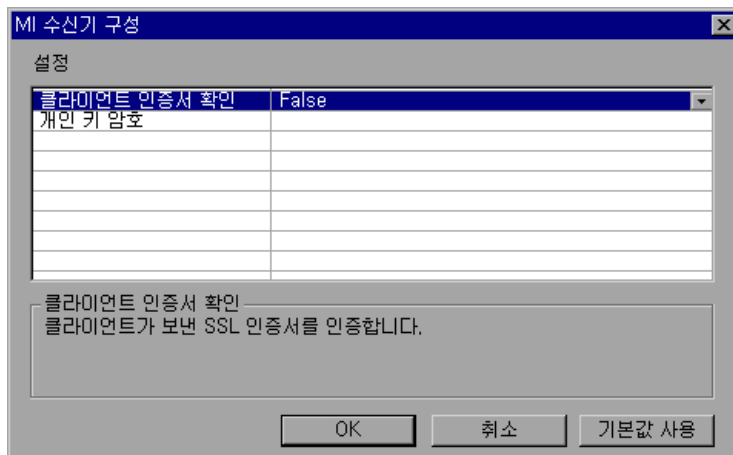 MI 수신기 구성
설정
클라이언트 인증서 확인 False
개인 키 암호
클라이언트 인증서 확인
클라이언트가 보낸 SSL 인증서를 인증합니다.
OK 취소 기본값 사용